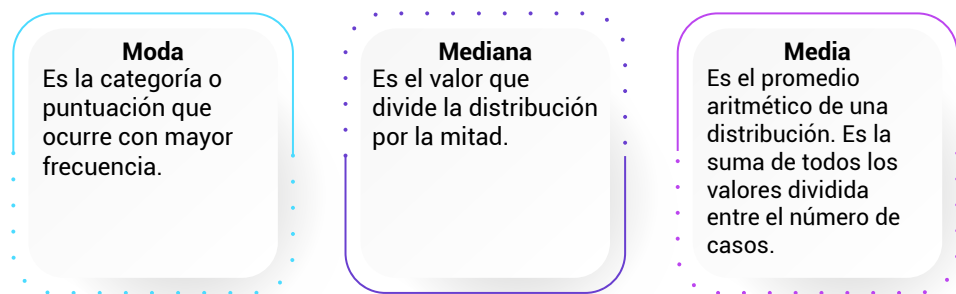 Moda
Es la categoría o
puntuación que
ocurre con mayor
frecuencia.
Mediana
Es el valor que
divide la distribución
por la mitad.
Media
Es el promedio
aritmético de una
distribución. Es la
suma de todos los
valores dividida
entre el número de
casos.